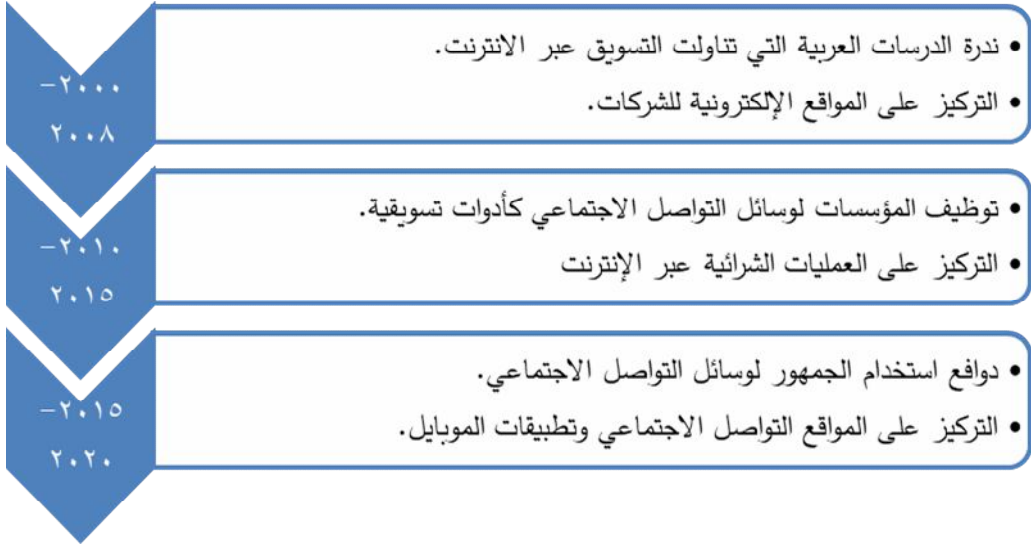 ٢٠٠٠–
٢٠٠٨
• ندرة الدرسات العربية التي تناولت التسويق عبر الانترنت.
• التركيز على المواقع الإلكترونية للشركات.
٢٠١٠–
٢٠١٥
• توظيف المؤسسات لوسائل التواصل الاجتماعي كأدوات تسويقية.
• التركيز على العمليات الشرائية عبر الإنترنت
٢٠١٥–
٢٠٢٠
• دوافع استخدام الجمهور لوسائل التواصل الاجتماعي.
• التركيز على المواقع التواصل الاجتماعي وتطبيقات الموبايل.